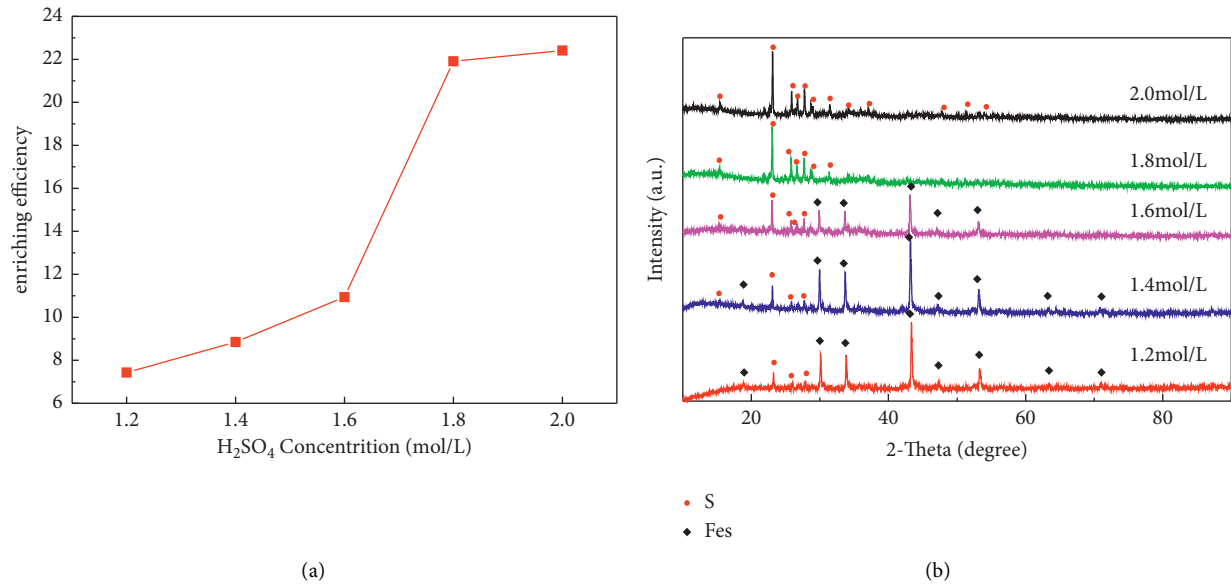 24
22
20
18
16
14
12
10
8
6
enriching efficiency
1.2
1.4
1.6
1.8
2.0
H₂SO₄ Concentrition (mol/L)
(a)
Intensity (a.u.)
2.0mol/L
1.8mol/L
1.6mol/L
1.4mol/L
1.2mol/L
20
40
60
80
2-Theta (degree)
S
Fes
(b)